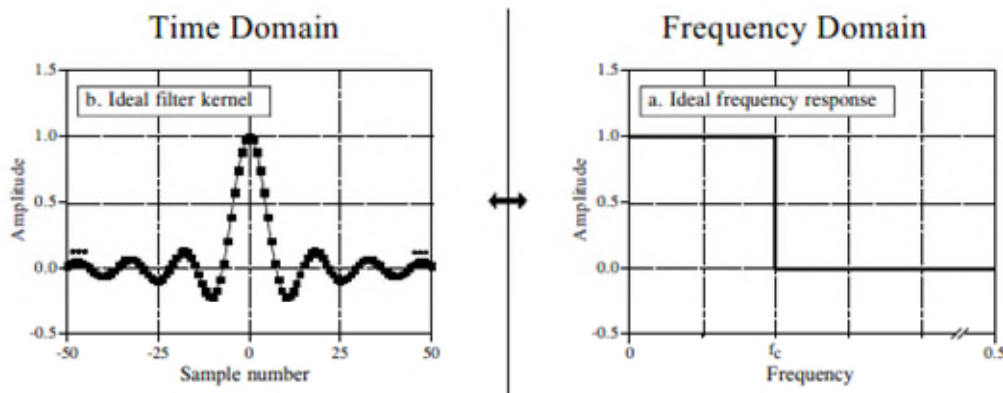 Time Domain
Frequency Domain
1.5
b. Ideal filter kernel
1.0
0.5
0.0
-0.5
-50
-25
0
25
50
Sample number
Amplitude
1.5
a. Ideal frequency response
1.0
0.5
0.0
-0.5
0
fc
0.5
Frequency
Amplitude